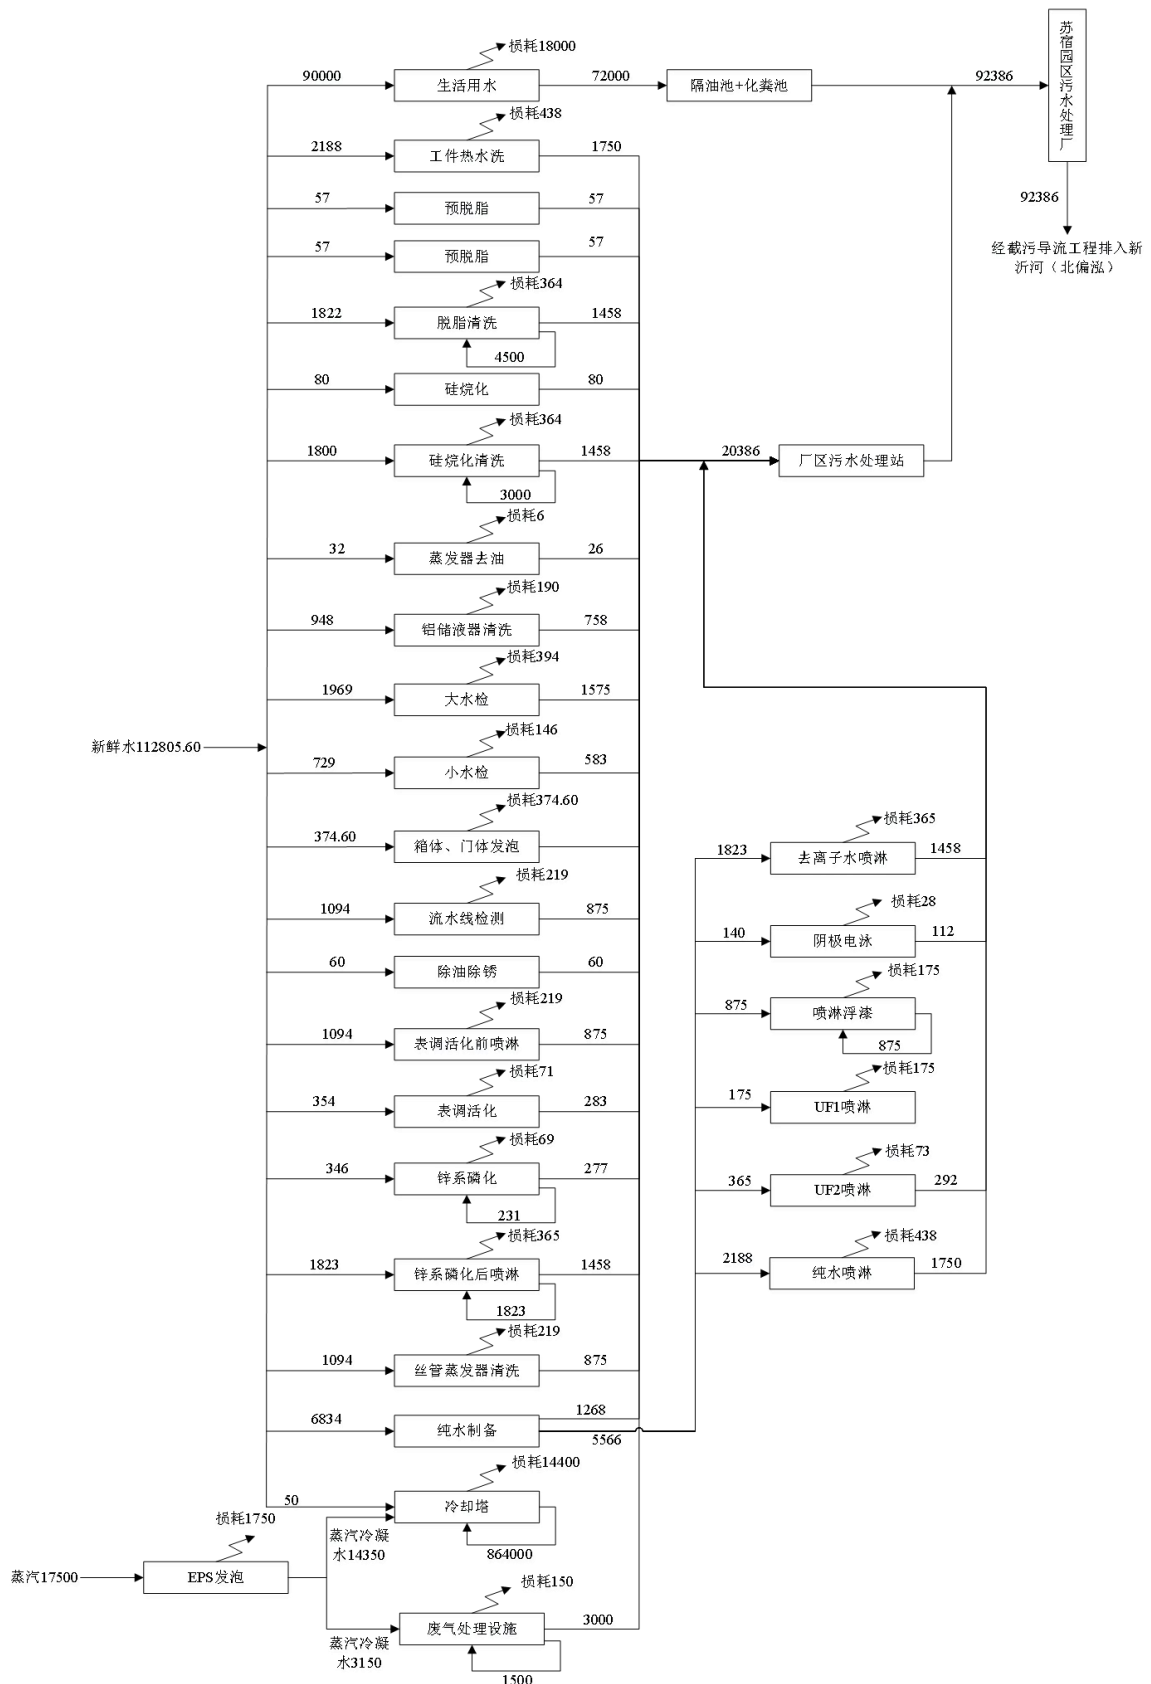 损耗18000
90000
生活用水
72000
隔油池+化粪池
92386
苏宿园区污水处理厂
损耗438
2188
工件热水洗
1750
92386
经截污导流工程排入新
沂河（北偏泓）
57
预脱脂
57
57
预脱脂
57
损耗364
1822
脱脂清洗
1458
4500
80
硅烷化
80
损耗364
1800
硅烷化清洗
1458
3000
20386
厂区污水处理站
损耗6
32
蒸发器去油
26
损耗190
948
铝储液器清洗
758
损耗394
1969
大水检
1575
新鲜水112805.60
损耗146
729
小水检
583
损耗374.60
374.60
箱体、门体发泡
损耗219
1094
流水线检测
875
60
除油除锈
60
损耗219
1094
表调活化前喷淋
875
损耗71
354
表调活化
283
损耗69
346
锌系磷化
277
231
损耗365
1823
锌系磷化后喷淋
1458
1823
损耗219
1094
丝管蒸发器清洗
875
6834
纯水制备
1268
5566
损耗365
1823
去离子水喷淋
1458
损耗28
140
阴极电泳
112
损耗175
875
喷淋浮漆
875
损耗175
175
UF1喷淋
损耗73
365
UF2喷淋
292
损耗438
2188
纯水喷淋
1750
损耗14400
50
冷却塔
864000
损耗1750
蒸汽17500
EPS发泡
蒸汽冷凝
水14350
损耗150
废气处理设施
3000
蒸汽冷凝
水3150
1500